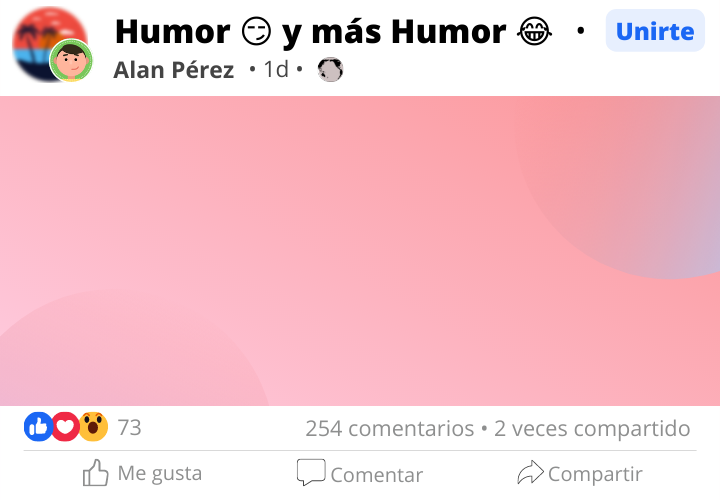 Humor 😏 y más Humor 😂 • Unirte
Alan Pérez • 1d •
73 254 comentarios • 2 veces compartido
Me gusta Comentar Compartir